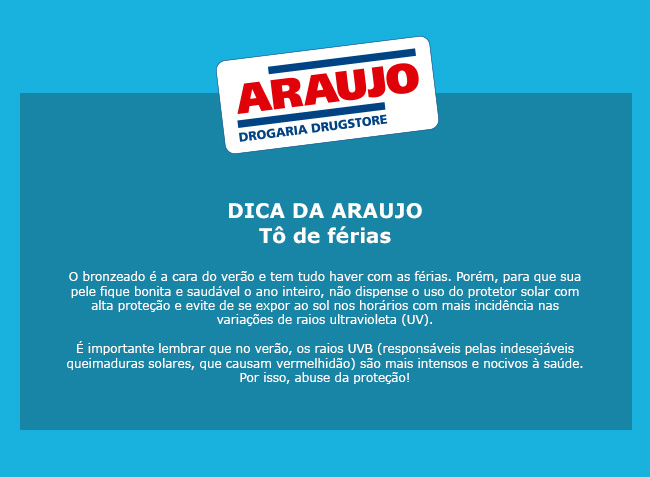 ARAUJO
DROGARIA DRUGSTORE
DICA DA ARAUJO
Tô de férias
O bronzeado é a cara do verão e tem tudo haver com as férias. Porém, para que sua
pele fique bonita e saudável o ano inteiro, não dispense o uso do protetor solar com
alta proteção e evite de se expor ao sol nos horários com mais incidência nas
variações de raios ultravioleta (UV).
É importante lembrar que no verão, os raios UVB (responsáveis pelas indesejáveis
queimaduras solares, que causam vermelhidão) são mais intensos e nocivos à saúde.
Por isso, abuse da proteção!